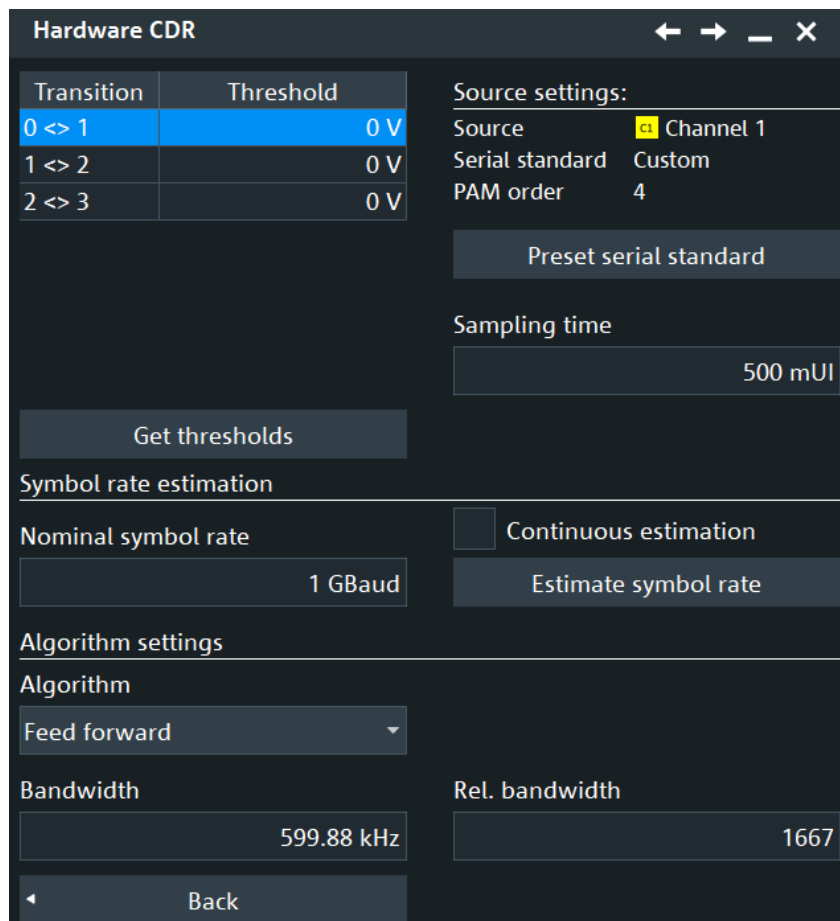 Hardware CDR
Transition Threshold
0 <> 1 0 V
1 <> 2 0 V
2 <> 3 0 V
Get thresholds
Source settings:
Source C1 Channel 1
Serial standard Custom
PAM order 4
Preset serial standard
Sampling time
500 mUI
Symbol rate estimation
Nominal symbol rate
1 GBaud
Continuous estimation
Estimate symbol rate
Algorithm settings
Algorithm
Feed forward
Bandwidth
599.88 kHz
Rel. bandwidth
1667
Back